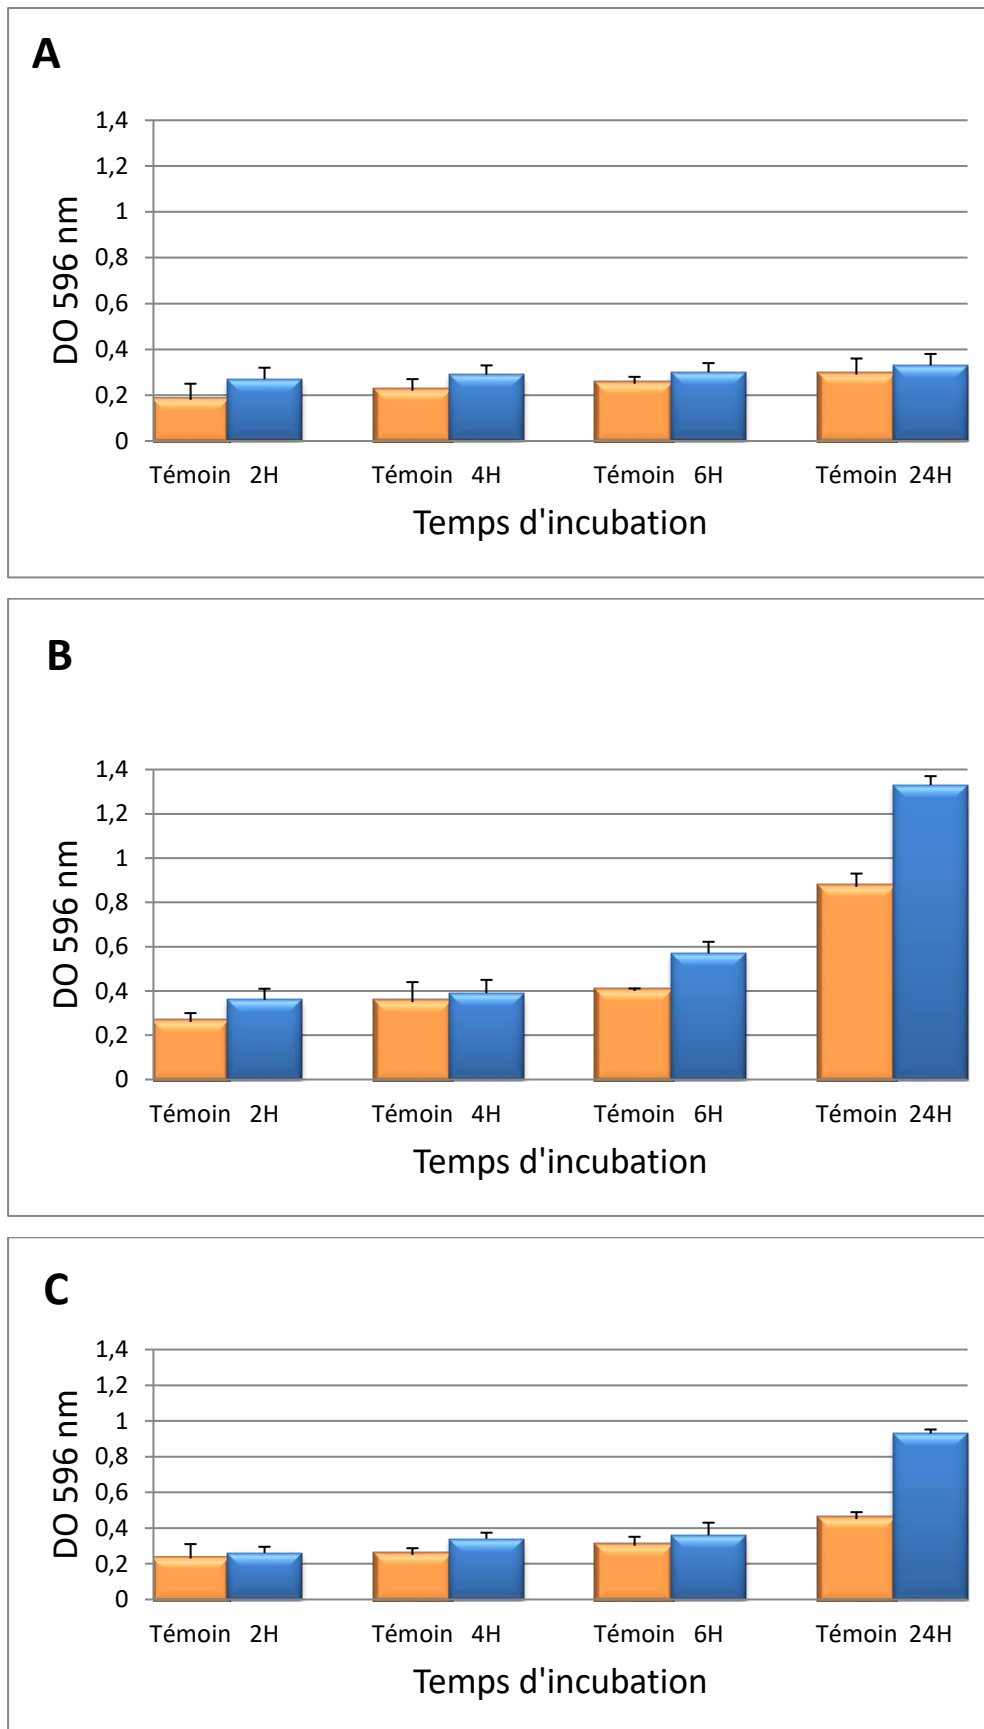 A
1,4
1,2
1
0,8
0,6
0,4
0,2
0
DO 596 nm
Témoin 2H Témoin 4H Témoin 6H Témoin 24H
Temps d'incubation
B
1,4
1,2
1
0,8
0,6
0,4
0,2
0
DO 596 nm
Témoin 2H Témoin 4H Témoin 6H Témoin 24H
Temps d'incubation
C
1,4
1,2
1
0,8
0,6
0,4
0,2
0
DO 596 nm
Témoin 2H Témoin 4H Témoin 6H Témoin 24H
Temps d'incubation